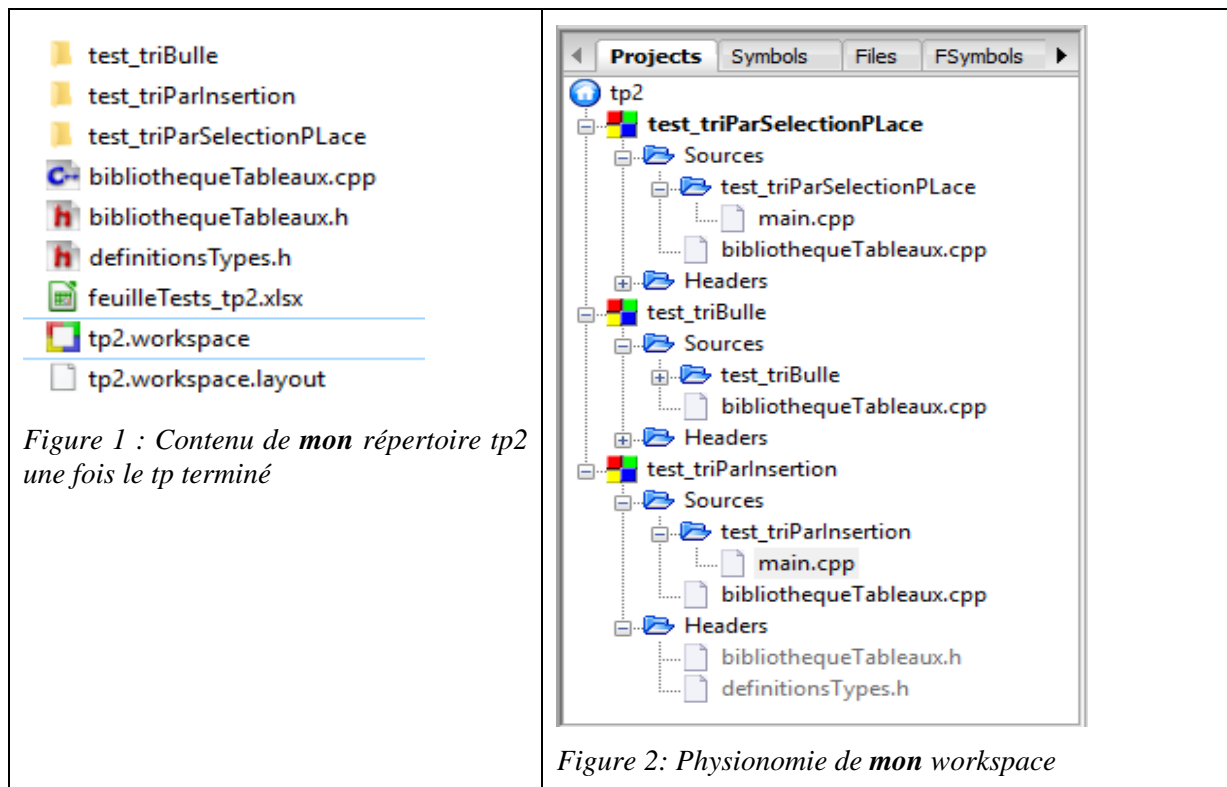 test_triBulle
test_triParInsertion
test_triParSelectionPLace
bibliothequeTableaux.cpp
bibliothequeTableaux.h
definitionsTypes.h
feuilleTests_tp2.xlsx
tp2.workspace
tp2.workspace.layout
Figure 1 : Contenu de mon répertoire tp2
une fois le tp terminé
Projects Symbols Files FSymbols
tp2
test_triParSelectionPLace
Sources
test_triParSelectionPLace
main.cpp
bibliothequeTableaux.cpp
Headers
test_triBulle
Sources
test_triBulle
bibliothequeTableaux.cpp
Headers
test_triParInsertion
Sources
test_triParInsertion
main.cpp
bibliothequeTableaux.cpp
Headers
bibliothequeTableaux.h
definitionsTypes.h
Figure 2: Physionomie de mon workspace